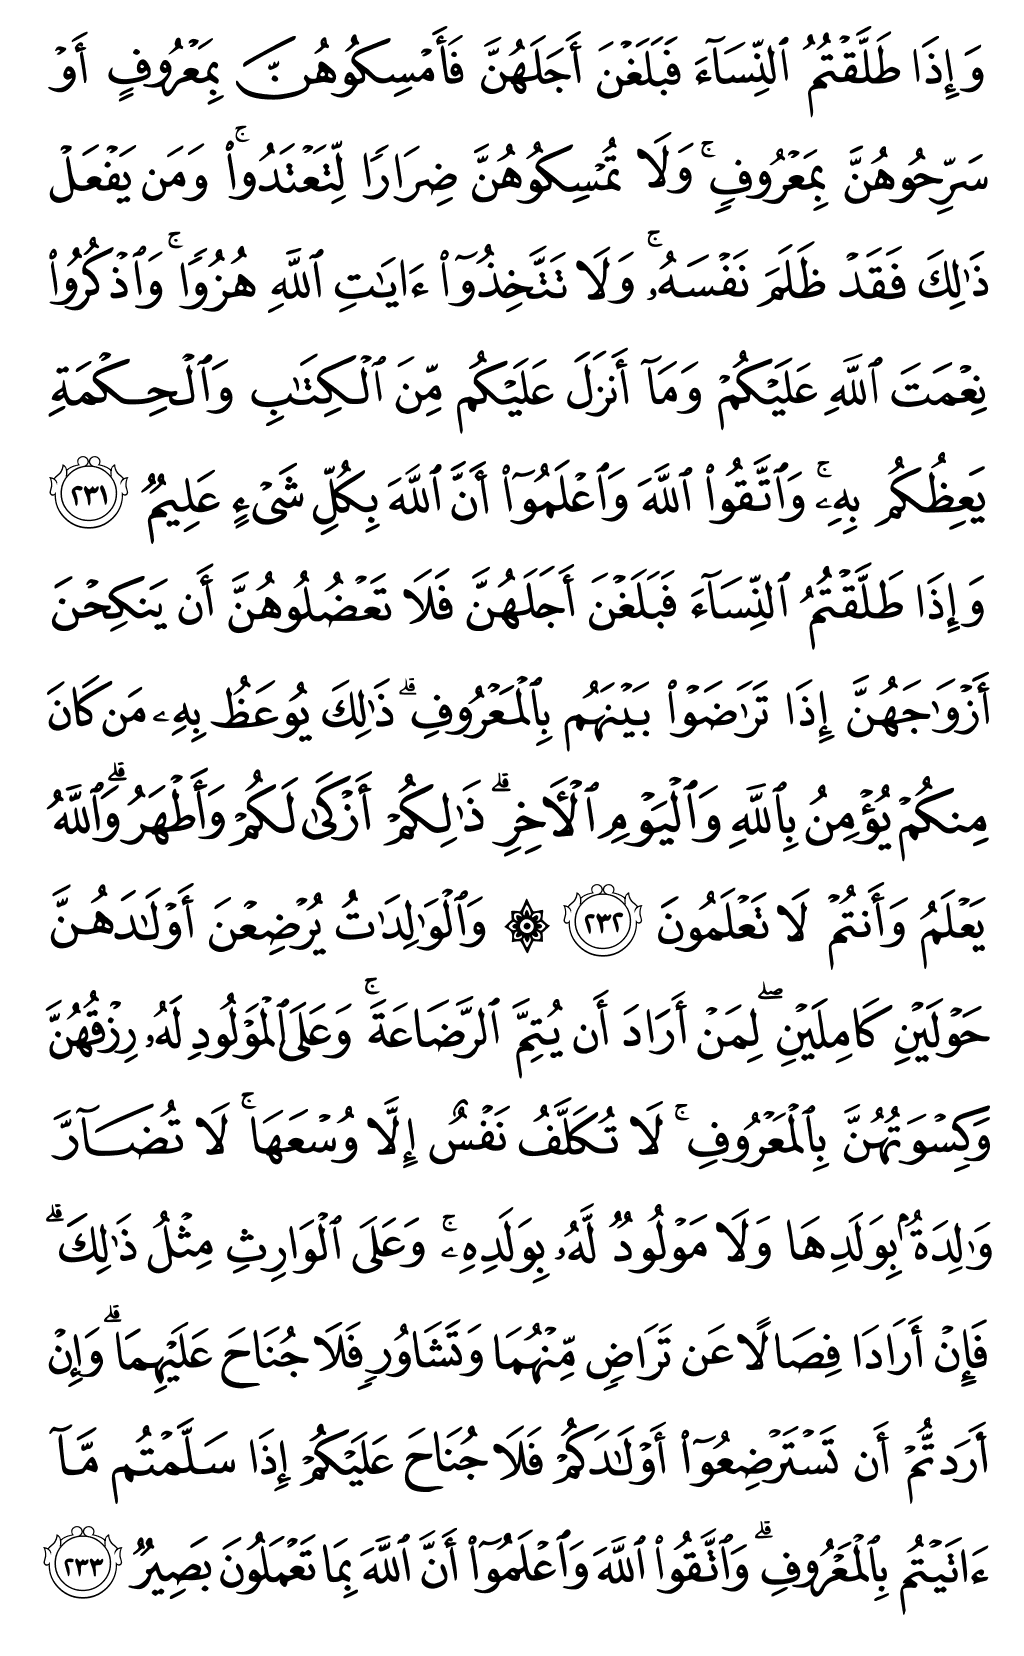 وَإِذَا طَلَّقْتُمُ ٱلنِّسَآءَ فَبَلَغْنَ أَجَلَهُنَّ فَأَمْسِكُوهُنَّ بِمَعْرُوفٍ أَوْ
سَرِّحُوهُنَّ بِمَعْرُوفٍۚ وَلَا تُمْسِكُوهُنَّ ضِرَارًا لِّتَعْتَدُوا۟ۚ وَمَن يَفْعَلْ
ذَٰلِكَ فَقَدْ ظَلَمَ نَفْسَهُۥۚ وَلَا تَتَّخِذُوٓا۟ ءَايَٰتِ ٱللَّهِ هُزُوًاۚ وَٱذْكُرُوا۟
نِعْمَتَ ٱللَّهِ عَلَيْكُمْ وَمَآ أَنزَلَ عَلَيْكُم مِّنَ ٱلْكِتَٰبِ وَٱلْحِكْمَةِ
يَعِظُكُم بِهِۦۚ وَٱتَّقُوا۟ ٱللَّهَ وَٱعْلَمُوٓا۟ أَنَّ ٱللَّهَ بِكُلِّ شَىْءٍ عَلِيمٌ ٢٣١
وَإِذَا طَلَّقْتُمُ ٱلنِّسَآءَ فَبَلَغْنَ أَجَلَهُنَّ فَلَا تَعْضُلُوهُنَّ أَن يَنكِحْنَ
أَزْوَٰجَهُنَّ إِذَا تَرَٰضَوْا۟ بَيْنَهُم بِٱلْمَعْرُوفِۗ ذَٰلِكَ يُوعَظُ بِهِۦ مَن كَانَ
مِنكُمْ يُؤْمِنُ بِٱللَّهِ وَٱلْيَوْمِ ٱلْأَخِرِۗ ذَٰلِكُمْ أَزْكَىٰ لَكُمْ وَأَطْهَرُۗ وَٱللَّهُ
يَعْلَمُ وَأَنتُمْ لَا تَعْلَمُونَ ٢٣٢ ۞ وَٱلْوَٰلِدَٰتُ يُرْضِعْنَ أَوْلَٰدَهُنَّ
حَوْلَيْنِ كَامِلَيْنِۖ لِمَنْ أَرَادَ أَن يُتِمَّ ٱلرَّضَاعَةَۚ وَعَلَى ٱلْمَوْلُودِ لَهُۥ رِزْقُهُنَّ
وَكِسْوَتُهُنَّ بِٱلْمَعْرُوفِۚ لَا تُكَلَّفُ نَفْسٌ إِلَّا وُسْعَهَاۚ لَا تُضَآرَّ
وَٰلِدَةُۢ بِوَلَدِهَا وَلَا مَوْلُودٌ لَّهُۥ بِوَلَدِهِۦۚ وَعَلَى ٱلْوَارِثِ مِثْلُ ذَٰلِكَۗ
فَإِنْ أَرَادَا فِصَالًا عَن تَرَاضٍ مِّنْهُمَا وَتَشَاوُرٍ فَلَا جُنَاحَ عَلَيْهِمَاۗ وَإِنْ
أَرَدتُّمْ أَن تَسْتَرْضِعُوٓا۟ أَوْلَٰدَكُمْ فَلَا جُنَاحَ عَلَيْكُمْ إِذَا سَلَّمْتُم مَّآ
ءَاتَيْتُم بِٱلْمَعْرُوفِۗ وَٱتَّقُوا۟ ٱللَّهَ وَٱعْلَمُوٓا۟ أَنَّ ٱللَّهَ بِمَا تَعْمَلُونَ بَصِيرٌ ٢٣٣